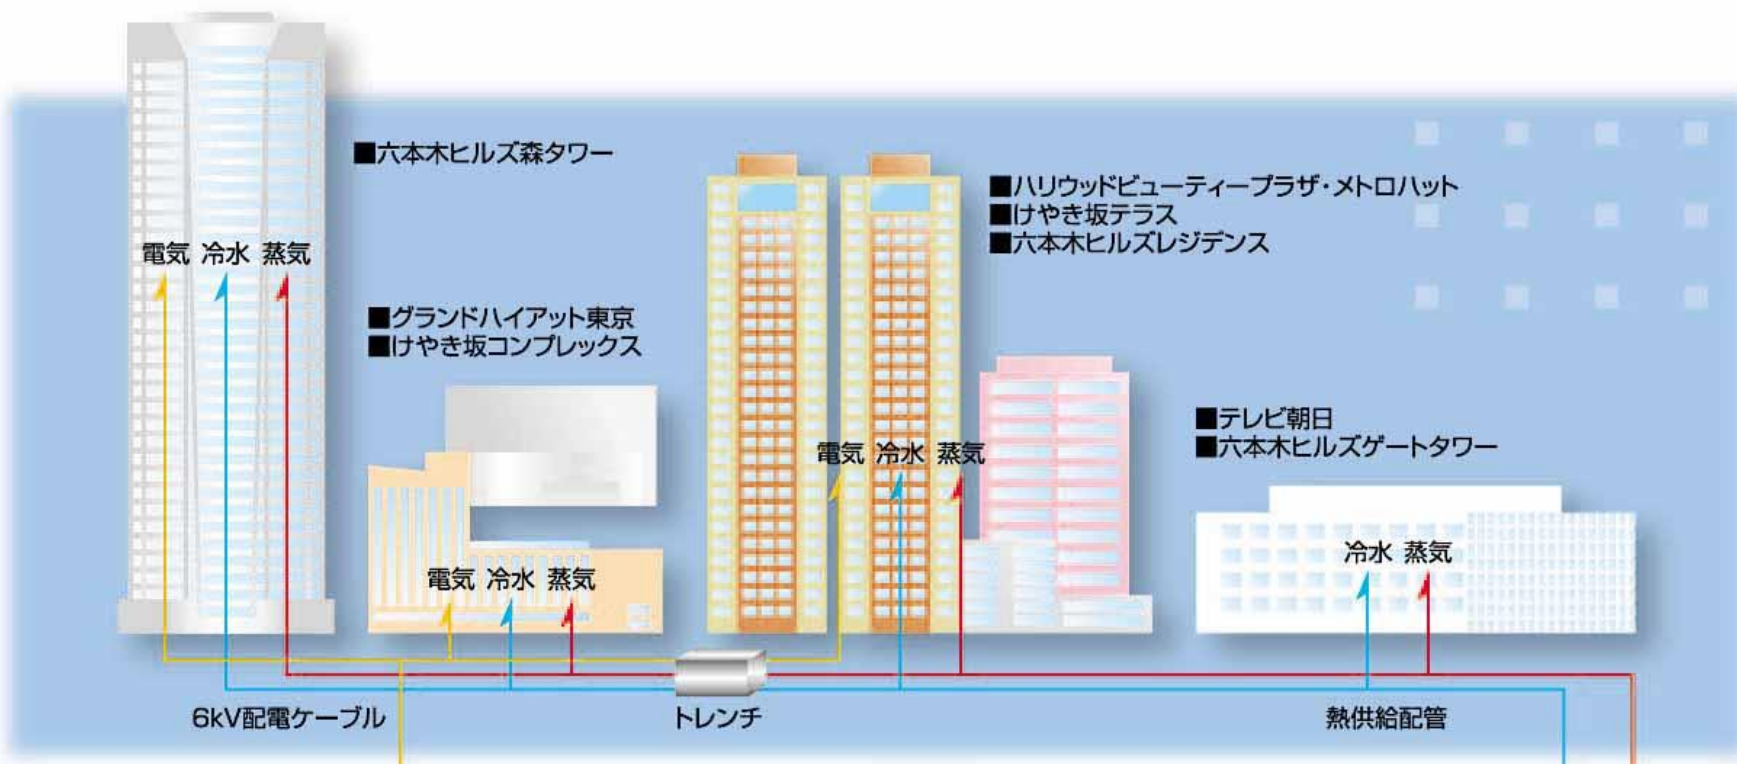 ■六本木ヒルズ森タワー
電気 冷水 蒸気
■グランドハイアット東京
■けやき坂コンプレックス
電気 冷水 蒸気
■ハリウッドビューティープラザ・メトロハット
■けやき坂テラス
■六本木ヒルズレジデンス
電気 冷水 蒸気
■テレビ朝日
■六本木ヒルズゲートタワー
冷水 蒸気
6kV配電ケーブル
トレンチ
熱供給配管